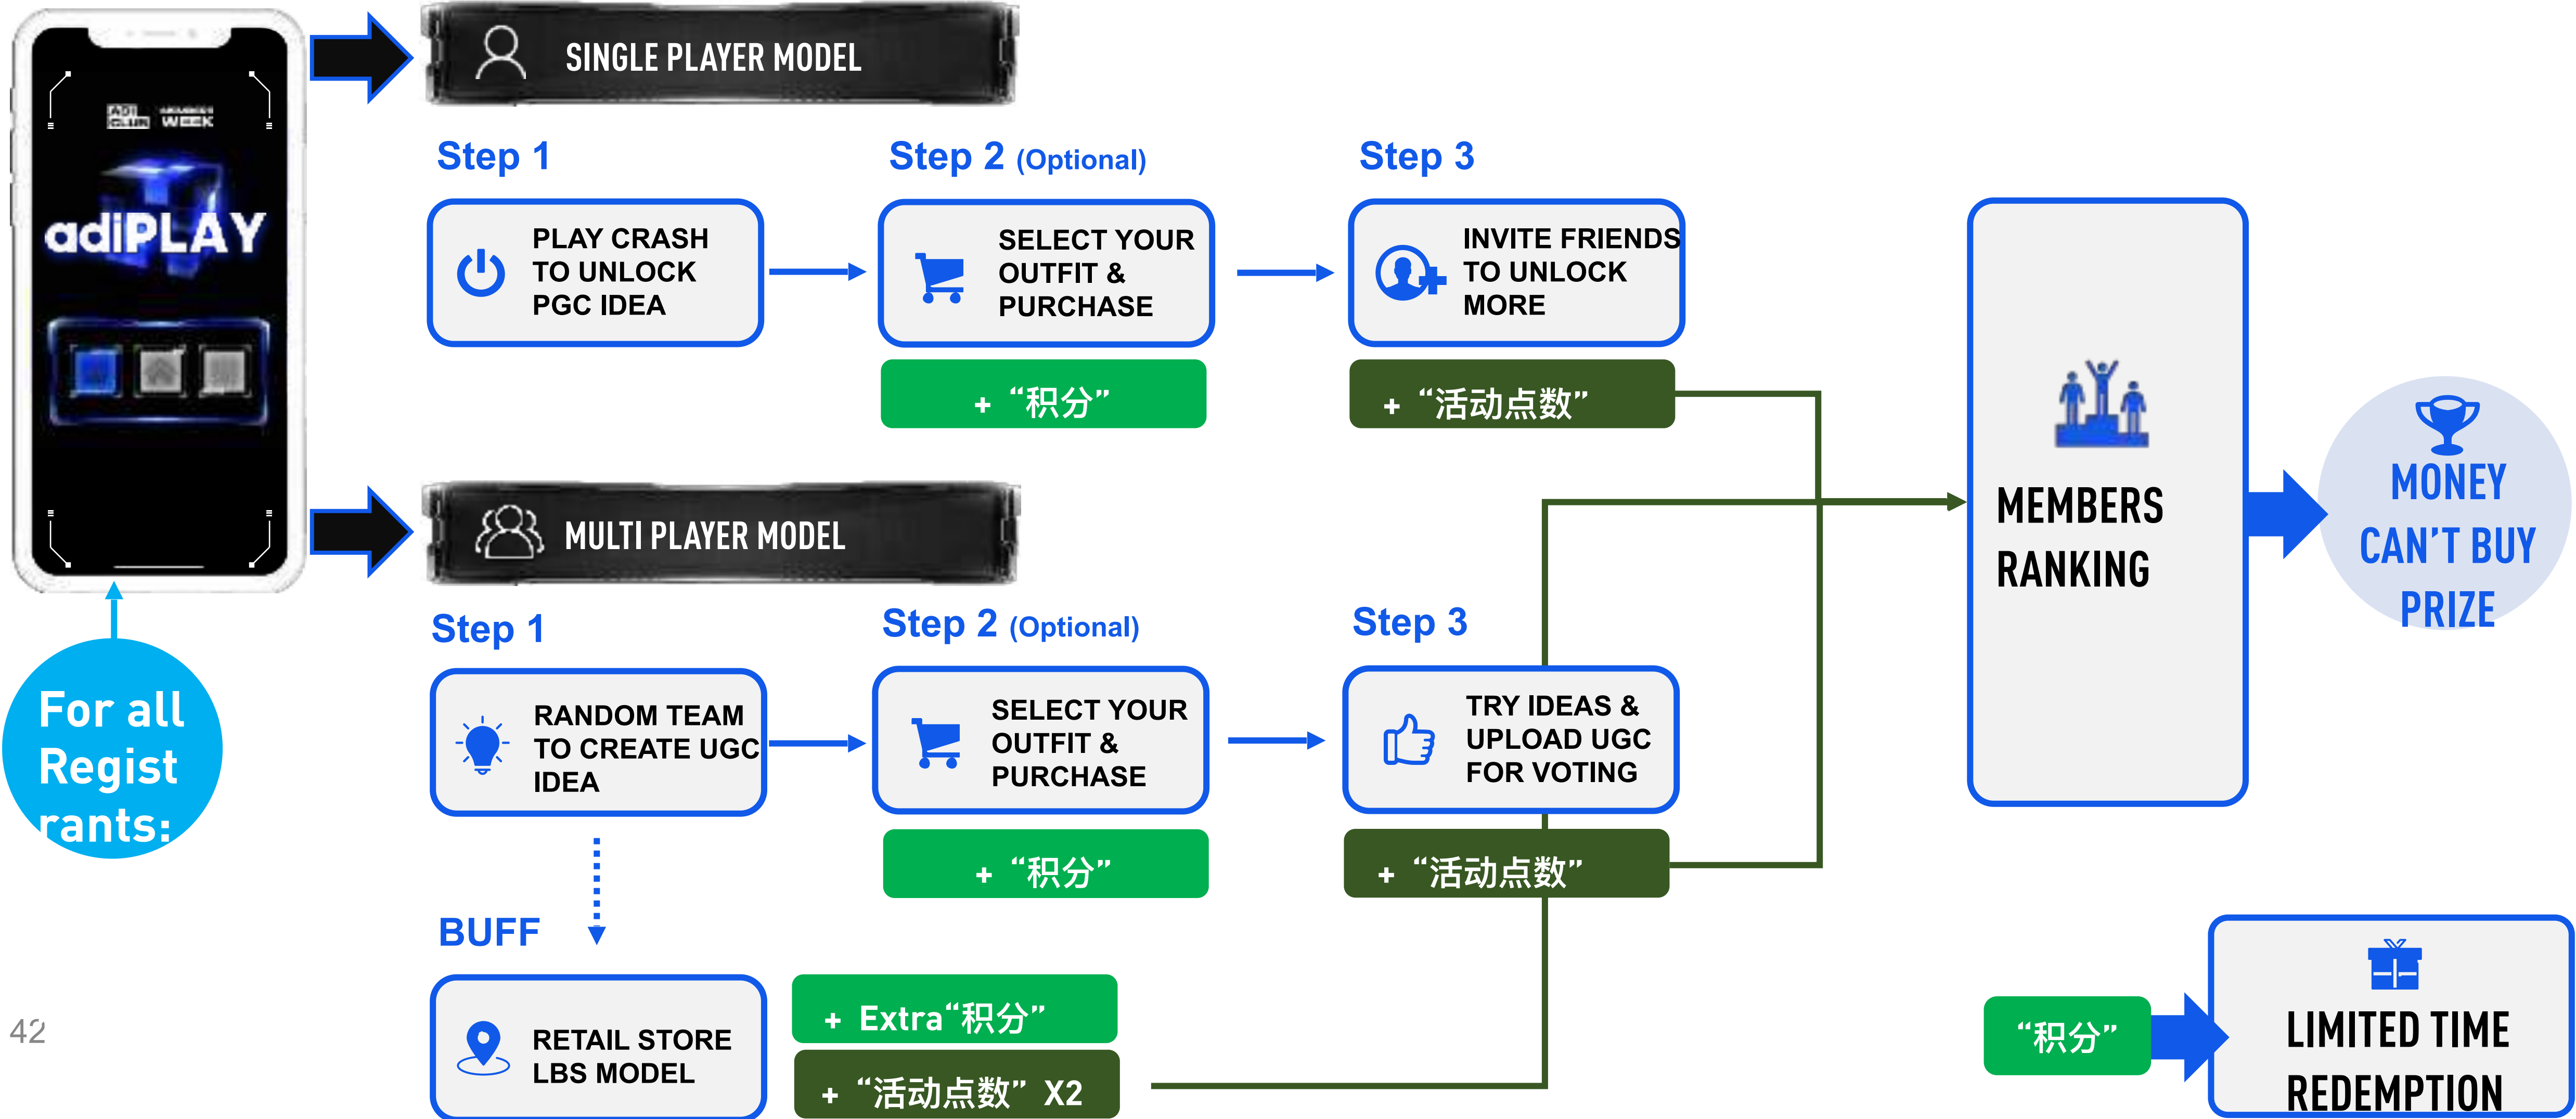 ADI
CLUB
WEEK
adiPLAY
For all
Regist
rants:
SINGLE PLAYER MODEL
Step 1
Step 2 (Optional)
Step 3
PLAY CRASH
TO UNLOCK
PGC IDEA
SELECT YOUR
OUTFIT &
PURCHASE
INVITE FRIENDS
TO UNLOCK
MORE
+ “积分”
+ “活动点数”
MULTI PLAYER MODEL
Step 1
Step 2 (Optional)
Step 3
RANDOM TEAM
TO CREATE UGC
IDEA
SELECT YOUR
OUTFIT &
PURCHASE
TRY IDEAS &
UPLOAD UGC
FOR VOTING
+ “积分”
+ “活动点数”
BUFF
RETAIL STORE
LBS MODEL
+ Extra“积分”
+ “活动点数” X2
MEMBERS
RANKING
MONEY
CAN’T BUY
PRIZE
“积分”
LIMITED TIME
REDEMPTION
42